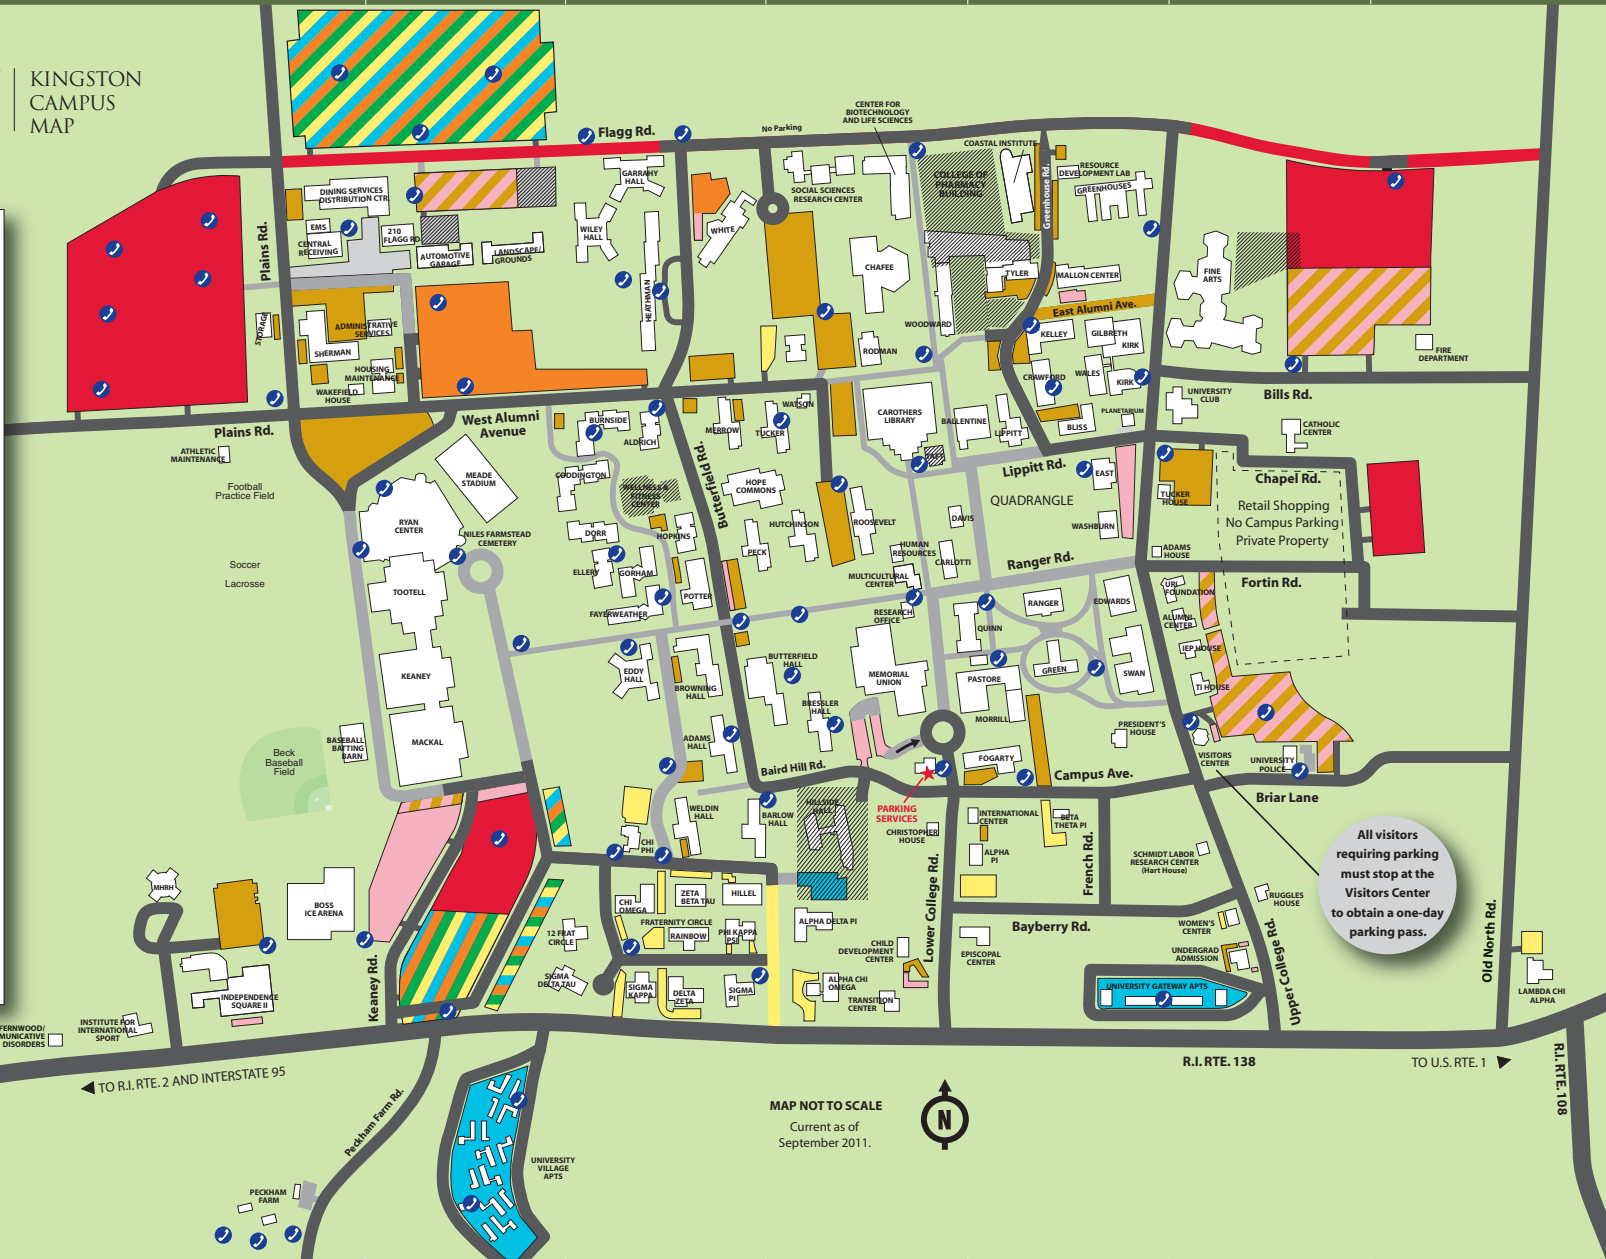 KINGSTON
CAMPUS
MAP
Flagg Rd.
No Parking
CENTER FOR
BIOTECHNOLOGY
AND LIFE SCIENCES
COASTAL INSTITUTE
COLLEGE OF
PHARMACY
BUILDING
Greenhouse Rd.
RESOURCE
DEVELOPMENT LAB
GREENHOUSES
GARRAHY
HALL
SOCIAL SCIENCES
RESEARCH CENTER
DINING SERVICES
DISTRIBUTION CTR.
EMS
CENTRAL
RECEIVING
210
FLAGG RD
AUTOMOTIVE
GARAGE
LANDSCAPE/
GROUNDS
WILEY
HALL
WHITE
HEATHMAN
CHAFEE
TYLER
MALLON CENTER
FINE
ARTS
Plains Rd.
STORAGE
ADMINISTRATIVE
SERVICES
SHERMAN
HOUSING
MAINTENANCE
WAKEFIELD
HOUSE
WOODWARD
RODMAN
East Alumni Ave.
KELLEY
GILBRETH
KIRK
CRAWFORD
WALES
KIRK
FIRE
DEPARTMENT
Plains Rd.
West Alumni
Avenue
BURNSIDE
ALDRICH
MERROW
TUCKER
WATSON
CAROTHERS
LIBRARY
BALLENTINE
LIPPITT
BLISS
PLANETARIUM
UNIVERSITY
CLUB
Bills Rd.
CATHOLIC
CENTER
ATHLETIC
MAINTENANCE
Football
Practice Field
MEADE
STADIUM
CODDINGTON
WELLNESS &
FITNESS
CENTER
Butterfield Rd.
HOPE
COMMONS
TAFT
Lippitt Rd.
EAST
TUCKER
HOUSE
Chapel Rd.
Retail Shopping
No Campus Parking
Private Property
RYAN
CENTER
NILES FARMSTEAD
CEMETERY
DORR
HOPKINS
HUTCHINSON
ROOSEVELT
DAVIS
QUADRANGLE
WASHBURN
ADAMS
HOUSE
Soccer
Lacrosse
TOOTELL
ELLERY
GORHAM
PECK
HUMAN
RESOURCES
CARLOTTI
MULTICULTURAL
CENTER
Ranger Rd.
Fortin Rd.
FAYERWEATHER
POTTER
RESEARCH
OFFICE
RANGER
EDWARDS
URI
FOUNDATION
ALUMNI
CENTER
QUINN
IEP HOUSE
KEANEY
EDDY
HALL
BROWNING
HALL
BUTTERFIELD
HALL
MEMORIAL
UNION
PASTORE
GREEN
SWAN
TI HOUSE
BRESSLER
HALL
MORRILL
PRESIDENT'S
HOUSE
MACKAL
BASEBALL
BATTING
BARN
Beck
Baseball
Field
ADAMS
HALL
Baird Hill Rd.
FOGARTY
Campus Ave.
VISITORS
CENTER
UNIVERSITY
POLICE
Briar Lane
PARKING
SERVICES
HILLSIDE
HALL
WELDIN
HALL
BARLOW
HALL
CHRISTOPHER
HOUSE
INTERNATIONAL
CENTER
BETA
THETA PI
CHI
PHI
ALPHA
PI
French Rd.
SCHMIDT LABOR
RESEARCH CENTER
(Hart House)
All visitors
requiring parking
must stop at the
Visitors Center
to obtain a one-day
parking pass.
MHRH
BOSS
ICE ARENA
CHI
OMEGA
ZETA
BETA TAU
HILLEL
FRATERNITY CIRCLE
RAINBOW
PHI KAPPA
PSI
12 FRAT
CIRCLE
ALPHA DELTA PI
CHILD
DEVELOPMENT
CENTER
Lower College Rd.
Bayberry Rd.
EPISCOPAL
CENTER
WOMEN'S
CENTER
UNDERGRAD
ADMISSION
RUGGLES
HOUSE
Upper College Rd.
Old North Rd.
Keaney Rd.
SIGMA
DELTA TAU
SIGMA
KAPPA
DELTA
ZETA
SIGMA
PI
ALPHA CHI
OMEGA
TRANSITION
CENTER
UNIVERSITY GATEWAY APTS
LAMBDA CHI
ALPHA
INDEPENDENCE
SQUARE II
INSTITUTE FOR
INTERNATIONAL
SPORT
FERNWOOD/
MUNICATIVE
DISORDERS
R.I. RTE. 138
TO U.S. RTE. 1
R.I. RTE. 108
TO R.I. RTE. 2 AND INTERSTATE 95
Peckham Farm Rd.
MAP NOT TO SCALE
Current as of
September 2011.
N
UNIVERSITY
VILLAGE
APTS
PECKHAM
FARM